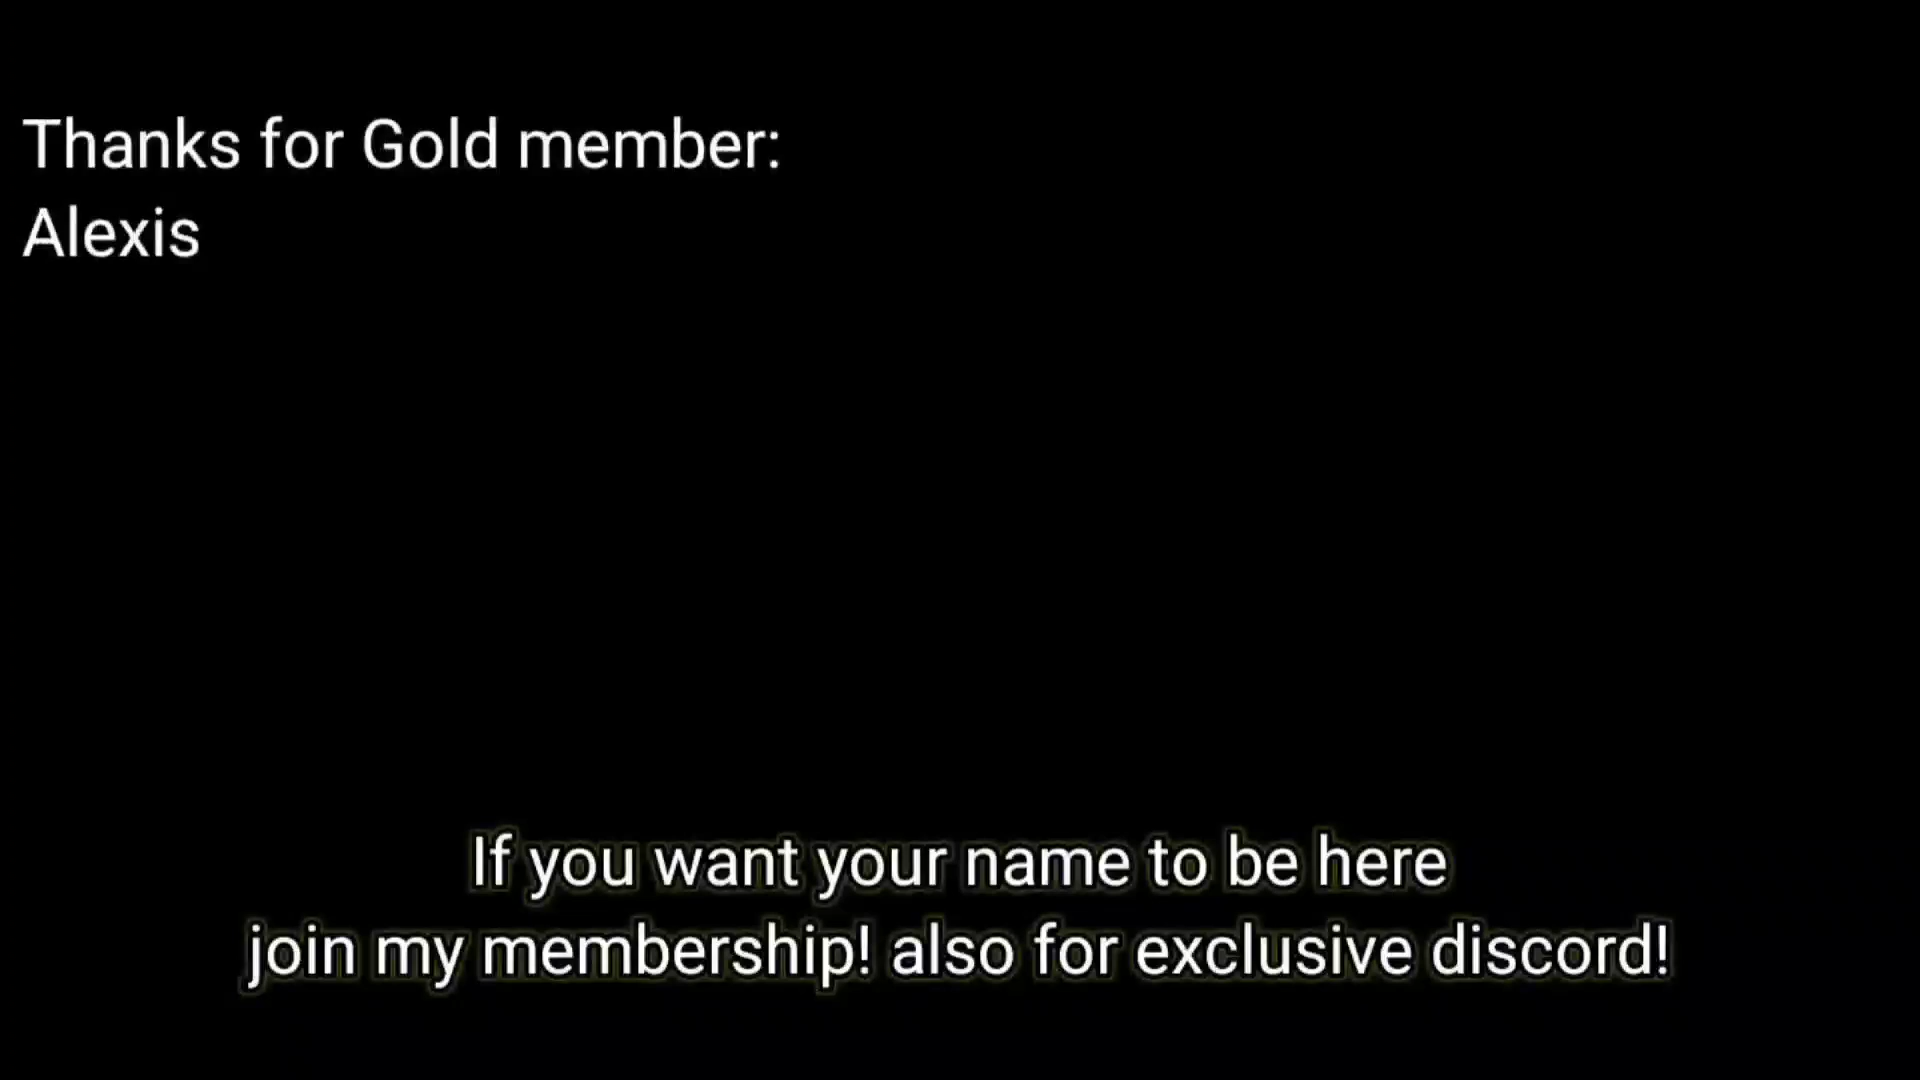 Thanks for Gold member:
Alexis
If you want your name to be here
join my membership! also for exclusive discord!